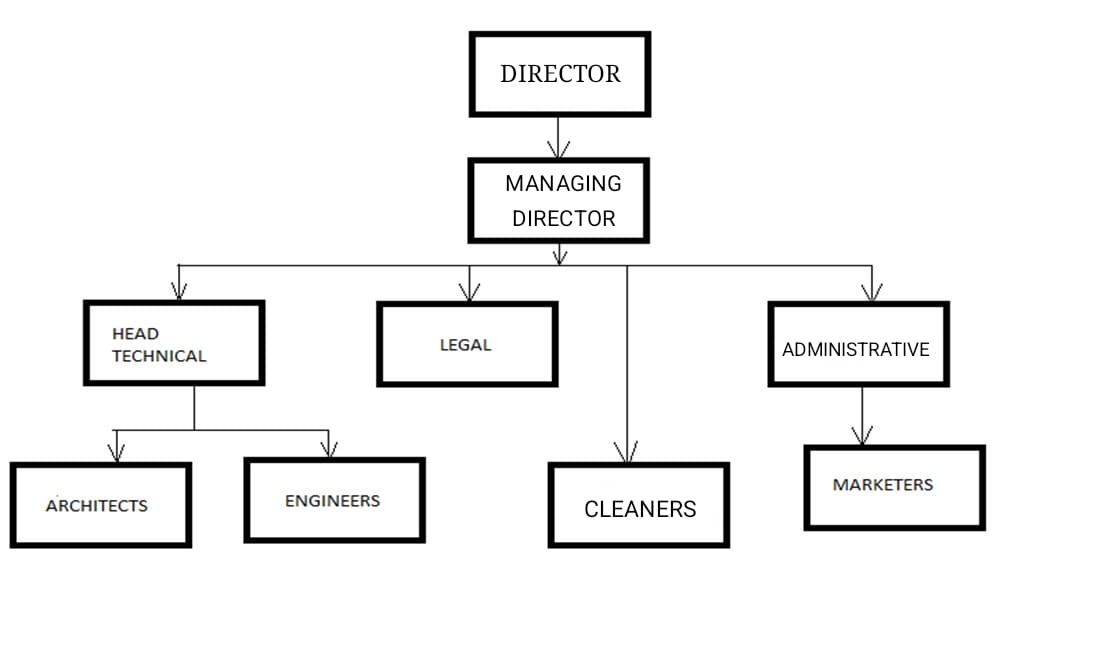 DIRECTOR
MANAGING
DIRECTOR
HEAD
TECHNICAL
LEGAL
ADMINISTRATIVE
ARCHITECTS
ENGINEERS
CLEANERS
MARKETERS